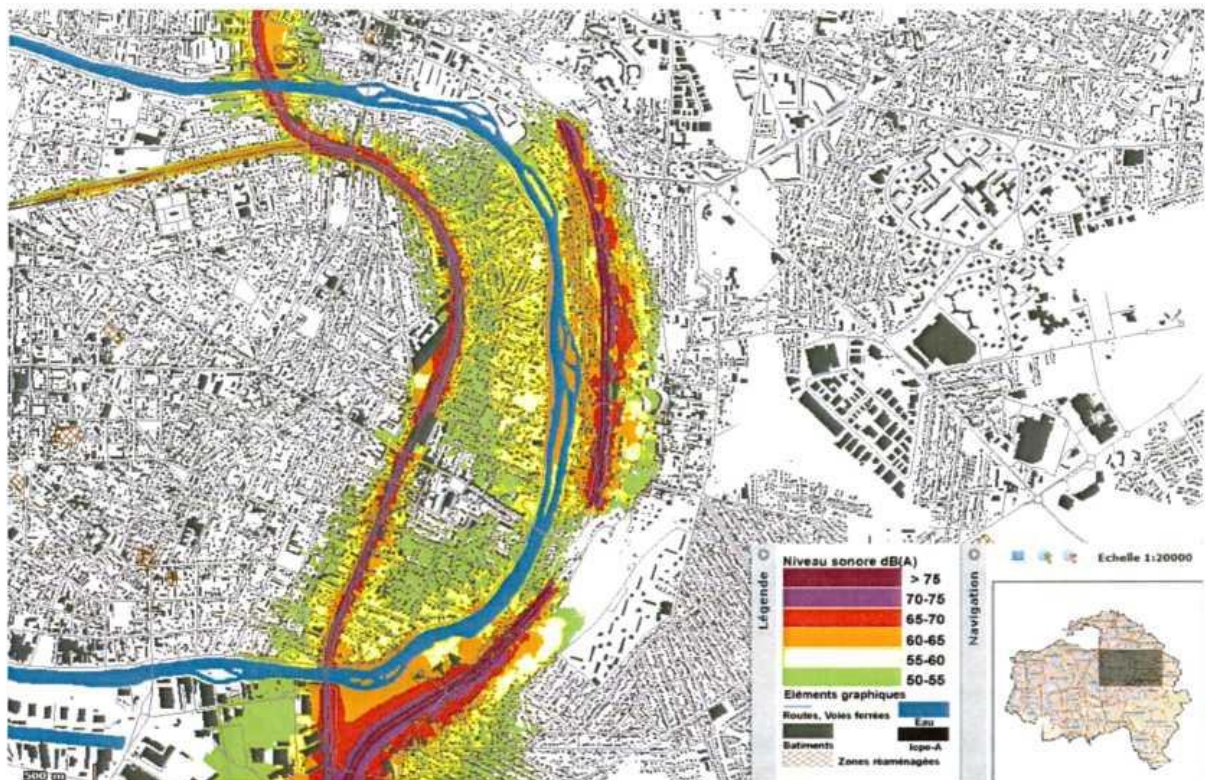 500 m
Légende
Niveau sonore dB(A)
> 75
70-75
65-70
60-65
55-60
50-55
Eléments graphiques
Routes, Voies ferrées
Eau
Batiments
Icpe-A
Zones réaménagées
Navigation
Echelle 1:20000